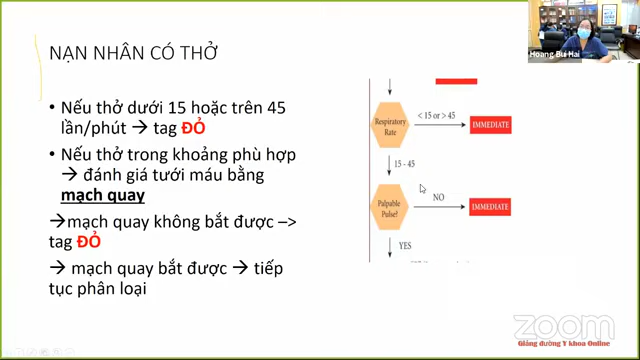 NẠN NHÂN CÓ THỞ
• Nếu thở dưới 15 hoặc trên 45
lần/phút → tag ĐỎ
• Nếu thở trong khoảng phù hợp
→ đánh giá tưới máu bằng
mạch quay
→mạch quay không bắt được –>
tag ĐỎ
→ mạch quay bắt được → tiếp
tục phân loại
Respiratory
Rate
< 15 or > 45
IMMEDIATE
15 - 45
Palpable
Pulse?
NO
IMMEDIATE
YES
Hoang Bui Hai
zoom
Giảng đường Y khoa Online